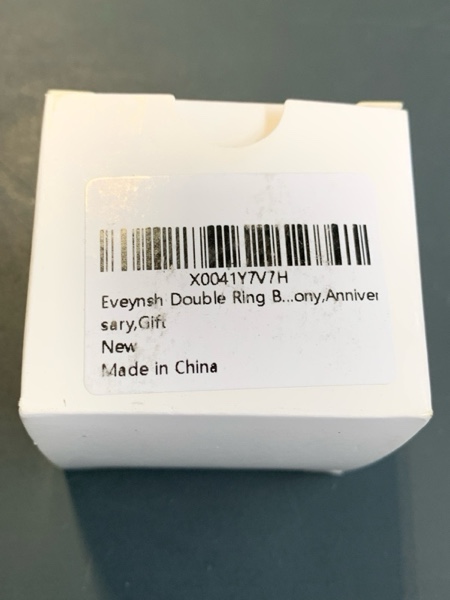 X0041Y7V7H
Eveynsh Double Ring B...ony,Anniver
sary,Gift
New
Made in China